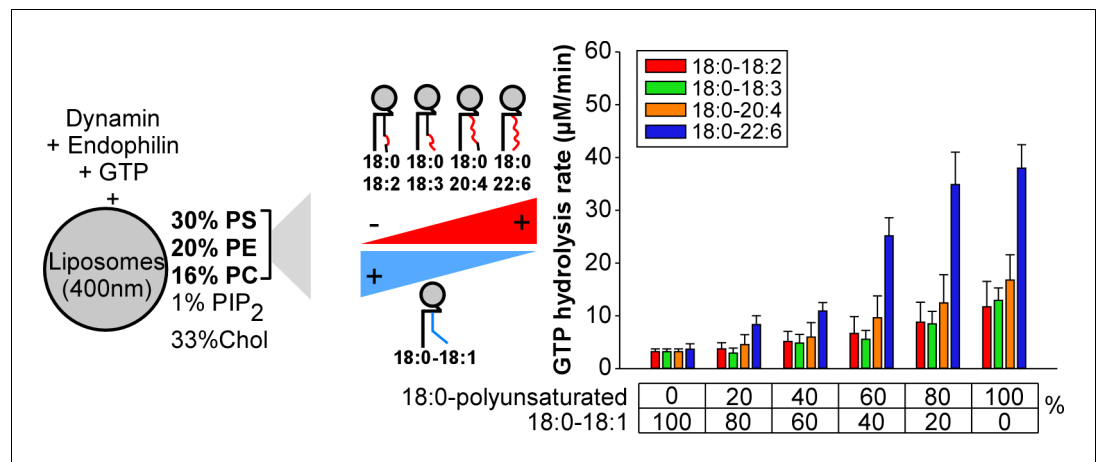 Dynamin
+ Endophilin
+ GTP
+
Liposomes
(400nm)
30% PS
20% PE
16% PC
1% PIP2
33%Chol
18:0 18:0 18:0 18:0
18:2 18:3 20:4 22:6
- +
+
18:0-18:1
GTP hydrolysis rate (µM/min)
60
50
40
30
20
10
0
18:0-18:2
18:0-18:3
18:0-20:4
18:0-22:6
18:0-polyunsaturated 0 20 40 60 80 100 %
18:0-18:1 100 80 60 40 20 0